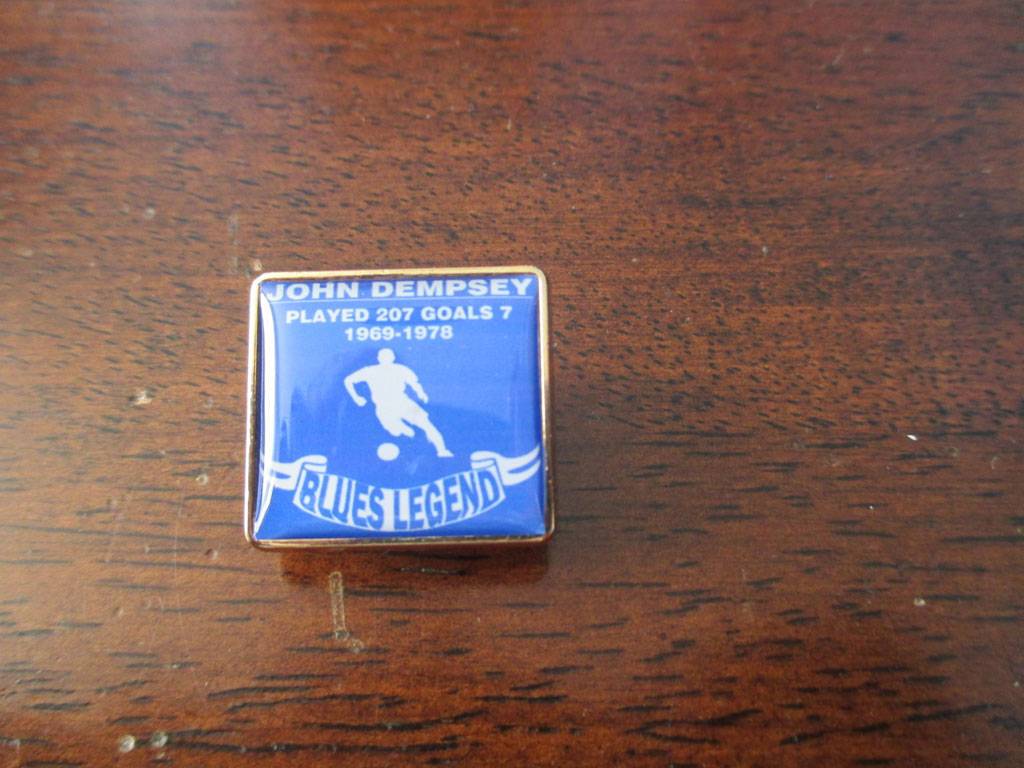 JOHN DEMPSEY
PLAYED 207 GOALS 7
1969-1978
BLUES LEGEND